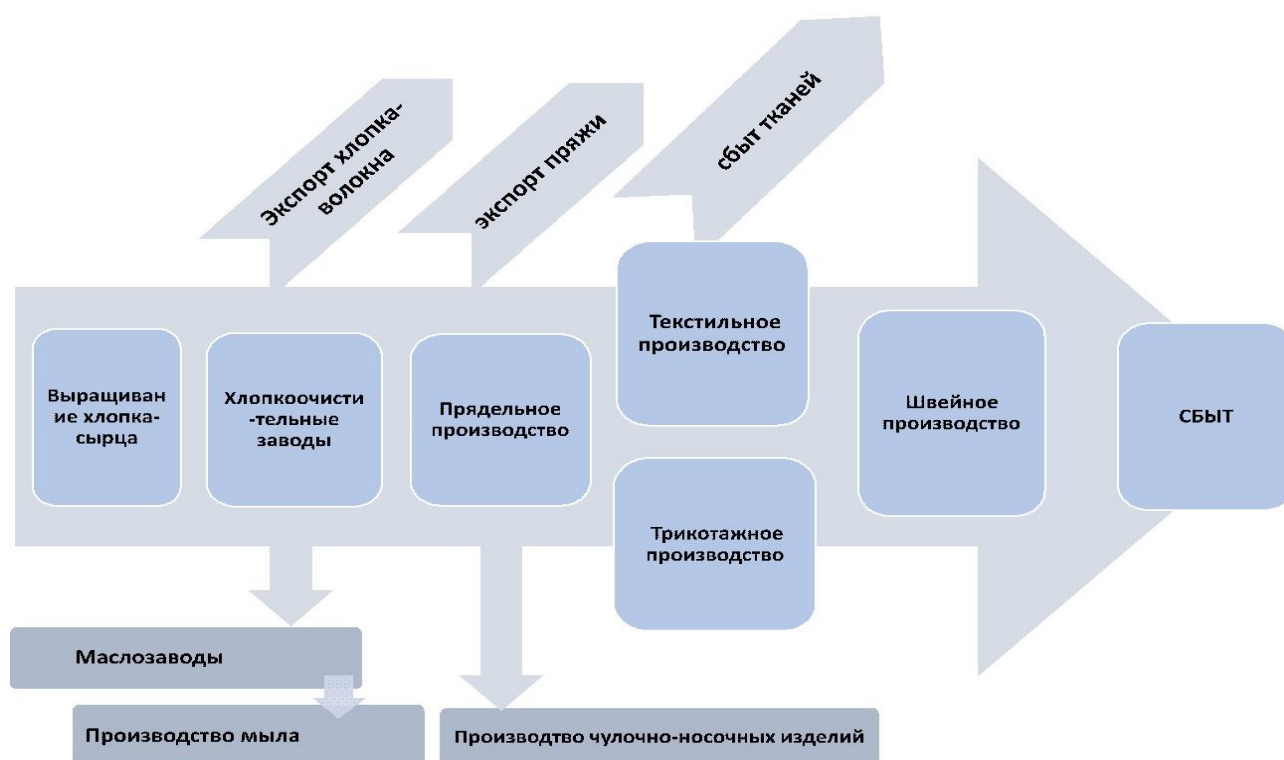 Экспорт хлопка-
волокна
экспорт пряжи
сбыт тканей
Выращиван
ие хлопка-
сырца
Хлопкоочисти
-тельные
заводы
Прядельное
производство
Текстильное
производство
Трикотажное
производство
Швейное
производство
СБЫТ
Маслозаводы
Производство мыла
Производтво чулочно-носочных изделий